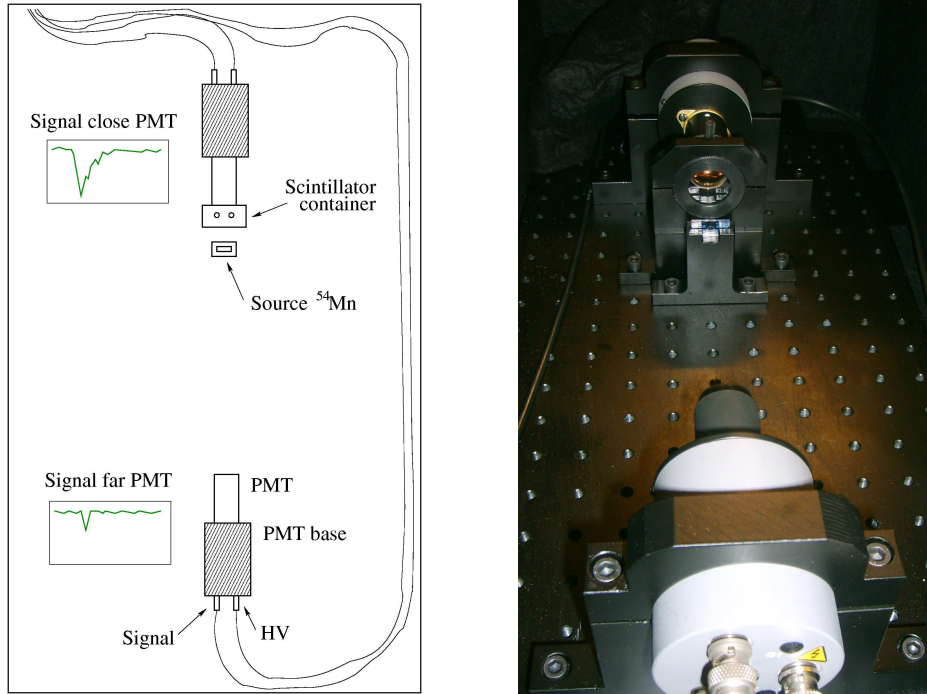 Signal close PMT
Scintillator
container
Source ⁵⁴Mn
Signal far PMT
PMT
PMT base
Signal
HV